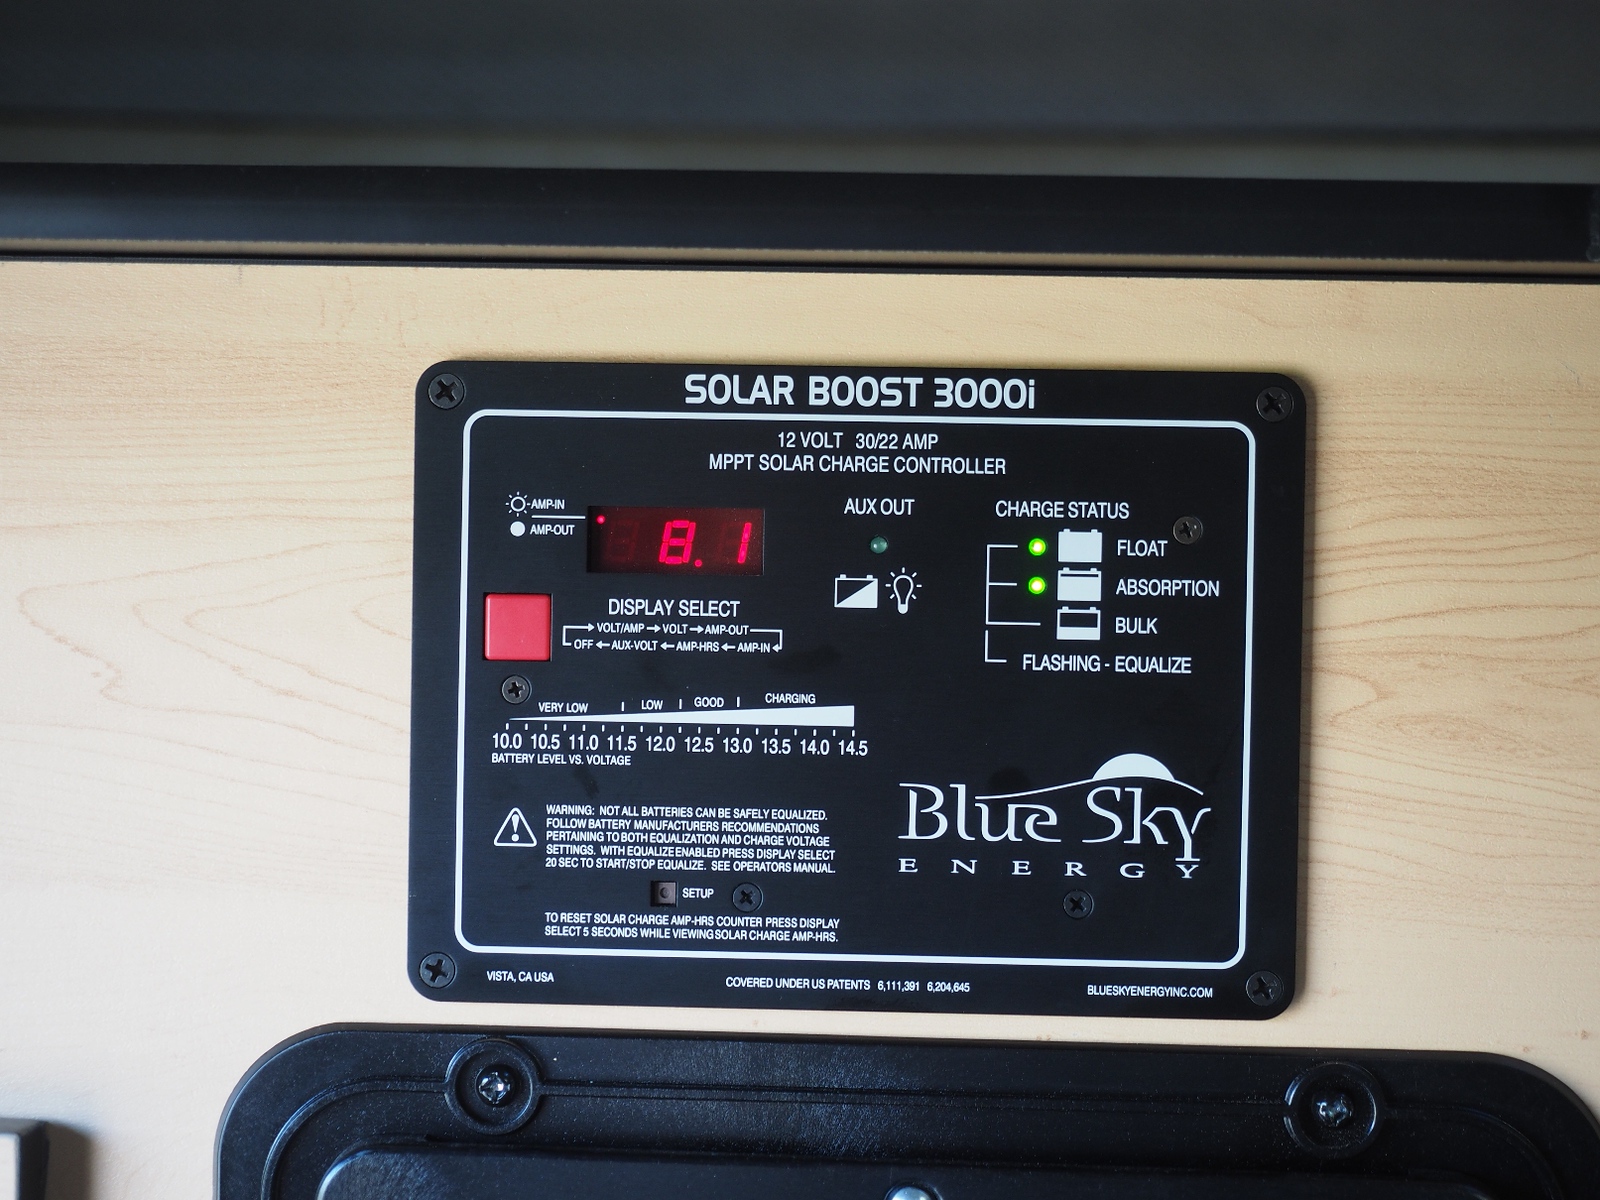 SOLAR BOOST 3000i
12 VOLT 30/22 AMP
MPPT SOLAR CHARGE CONTROLLER
AMP-IN
AMP-OUT
8.1
AUX OUT
CHARGE STATUS
FLOAT
ABSORPTION
BULK
FLASHING - EQUALIZE
DISPLAY SELECT
VOLT/AMP VOLT AMP-OUT
OFF AUX-VOLT AMP-HRS AMP-IN
VERY LOW LOW GOOD CHARGING
10.0 10.5 11.0 11.5 12.0 12.5 13.0 13.5 14.0 14.5
BATTERY LEVEL VS. VOLTAGE
WARNING: NOT ALL BATTERIES CAN BE SAFELY EQUALIZED.
FOLLOW BATTERY MANUFACTURERS RECOMMENDATIONS
PERTAINING TO BOTH EQUALIZATION AND CHARGE VOLTAGE
SETTINGS. WITH EQUALIZE ENABLED PRESS DISPLAY SELECT
20 SEC TO START/STOP EQUALIZE. SEE OPERATORS MANUAL.
SETUP
TO RESET SOLAR CHARGE AMP-HRS COUNTER PRESS DISPLAY
SELECT 5 SECONDS WHILE VIEWING SOLAR CHARGE AMP-HRS.
Blue Sky
ENERGY
VISTA, CA USA
COVERED UNDER US PATENTS 6,111,391 6,204,645
BLUESKYENERGYINC.COM